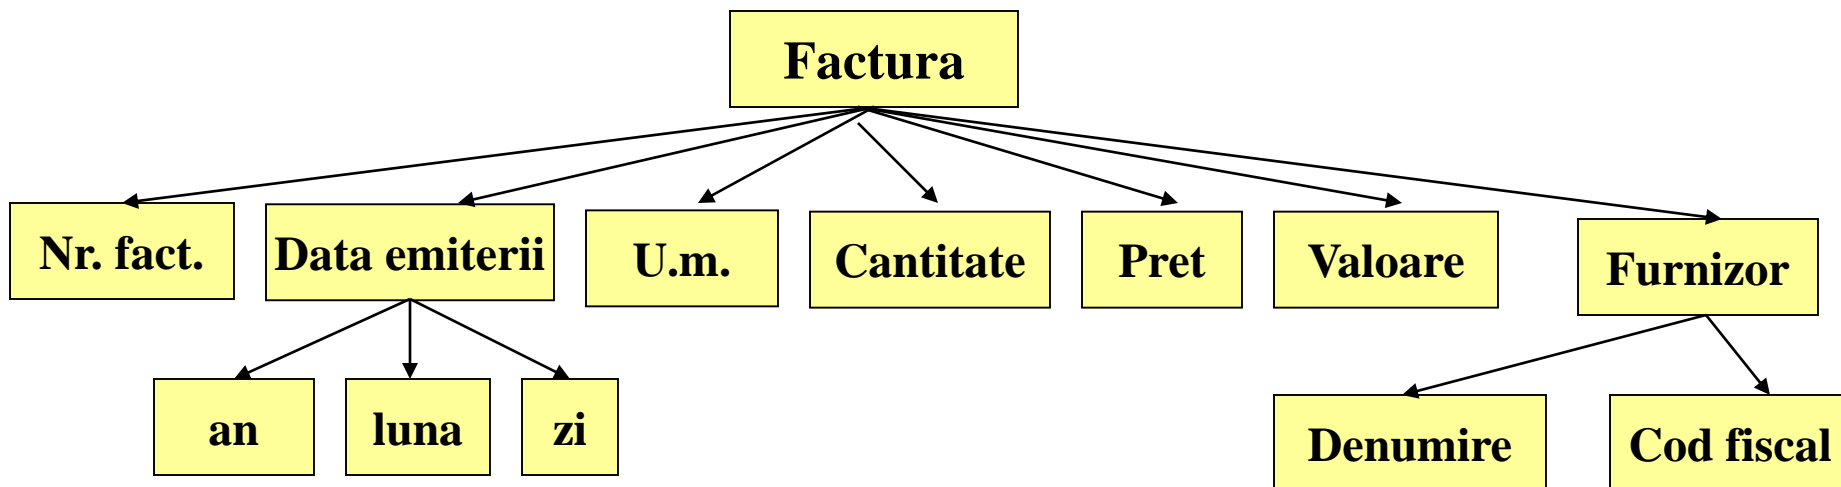 Factura
Nr. fact.
Data emiterii
U.m.
Cantitate
Pret
Valoare
Furnizor
an
luna
zi
Denumire
Cod fiscal